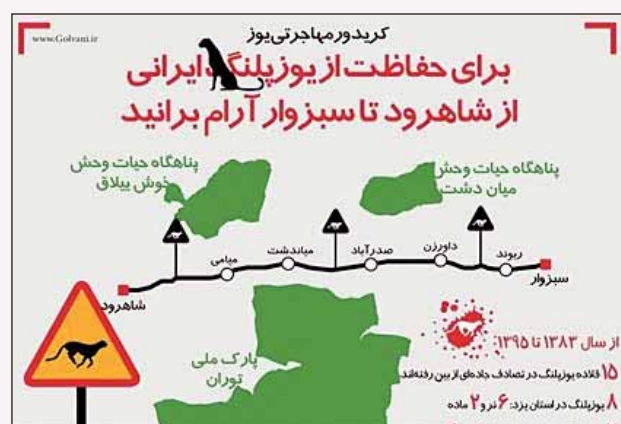 www.Golvani.ir
کریدور مهاجرتی یوز
برای حفاظت از یوزپلنگ ایرانی
از شاهرود تا سبزوار آرام برانید
پناهگاه حیات وحش
میان دشت
پناهگاه حیات وحش
خوش ییلاق
سبزوار
ریوند
داورزن
صدرآباد
میاندشت
میامی
شاهرود
پارک ملی
توران
از سال ۱۳۸۳ تا ۱۳۹۵:
۱۵ قلاده یوزپلنگ در تصادف جاده‌ای از بین رفته‌اند
۸ یوزپلنگ در استان یزد: ۶ نر و ۲ ماده